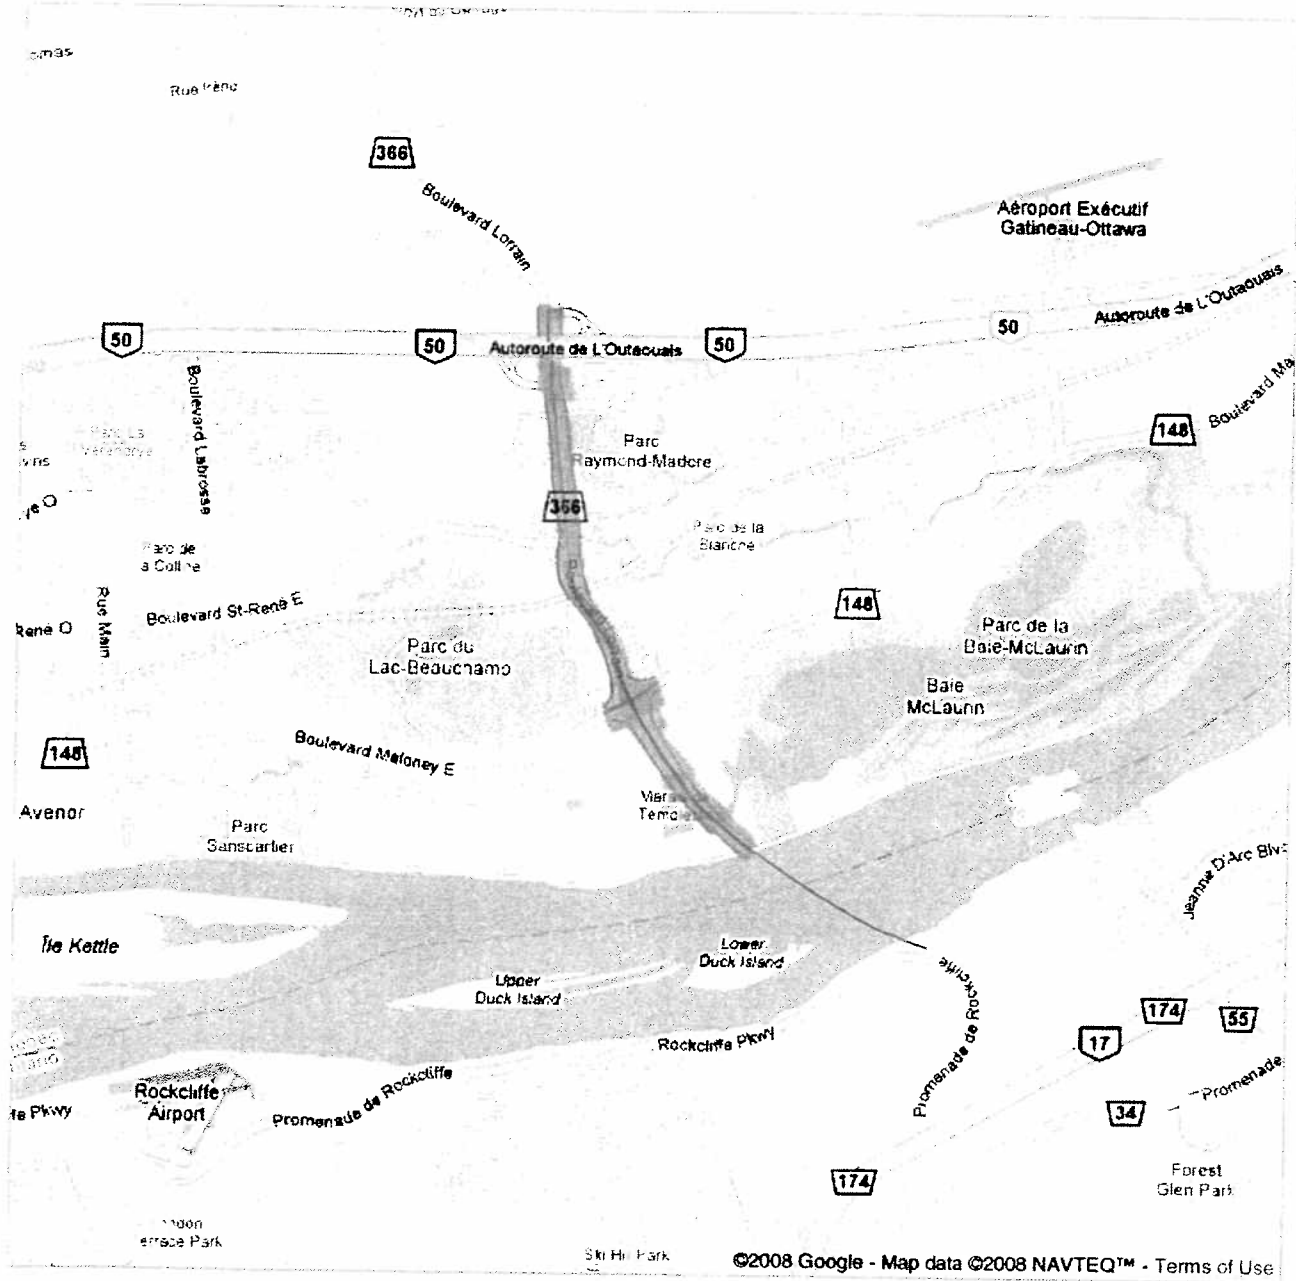 366
Boulevard Lorrain
Aéroport Exécutif
Gatineau-Ottawa
50
50
Autoroute de L'Outaouais
50
50
Autoroute de L'Outaouais
Boulevard Labrosse
148
Parc
Raymond-Madore
366
Parc de la
Blanche
Parc de
la Colline
Rue Main
Boulevard St-René E
René O
148
Parc de la
Baie-McLaurin
Parc du
Lac-Beauchamp
Baie
McLaurin
148
Boulevard Maloney E
Avenor
Parc
Sanscartier
Jeanne D'Arc Blv
Île Kettle
Lower
Duck Island
Upper
Duck Island
Promenade de Rockcliffe
174
55
17
Rockcliffe Pkwy
Rockcliffe
Airport
Promenade de Rockcliffe
Pkwy
34
Promenade
174
Forest
Glen Park
Ski Hill Park
©2008 Google - Map data ©2008 NAVTEQ™ - Terms of Use